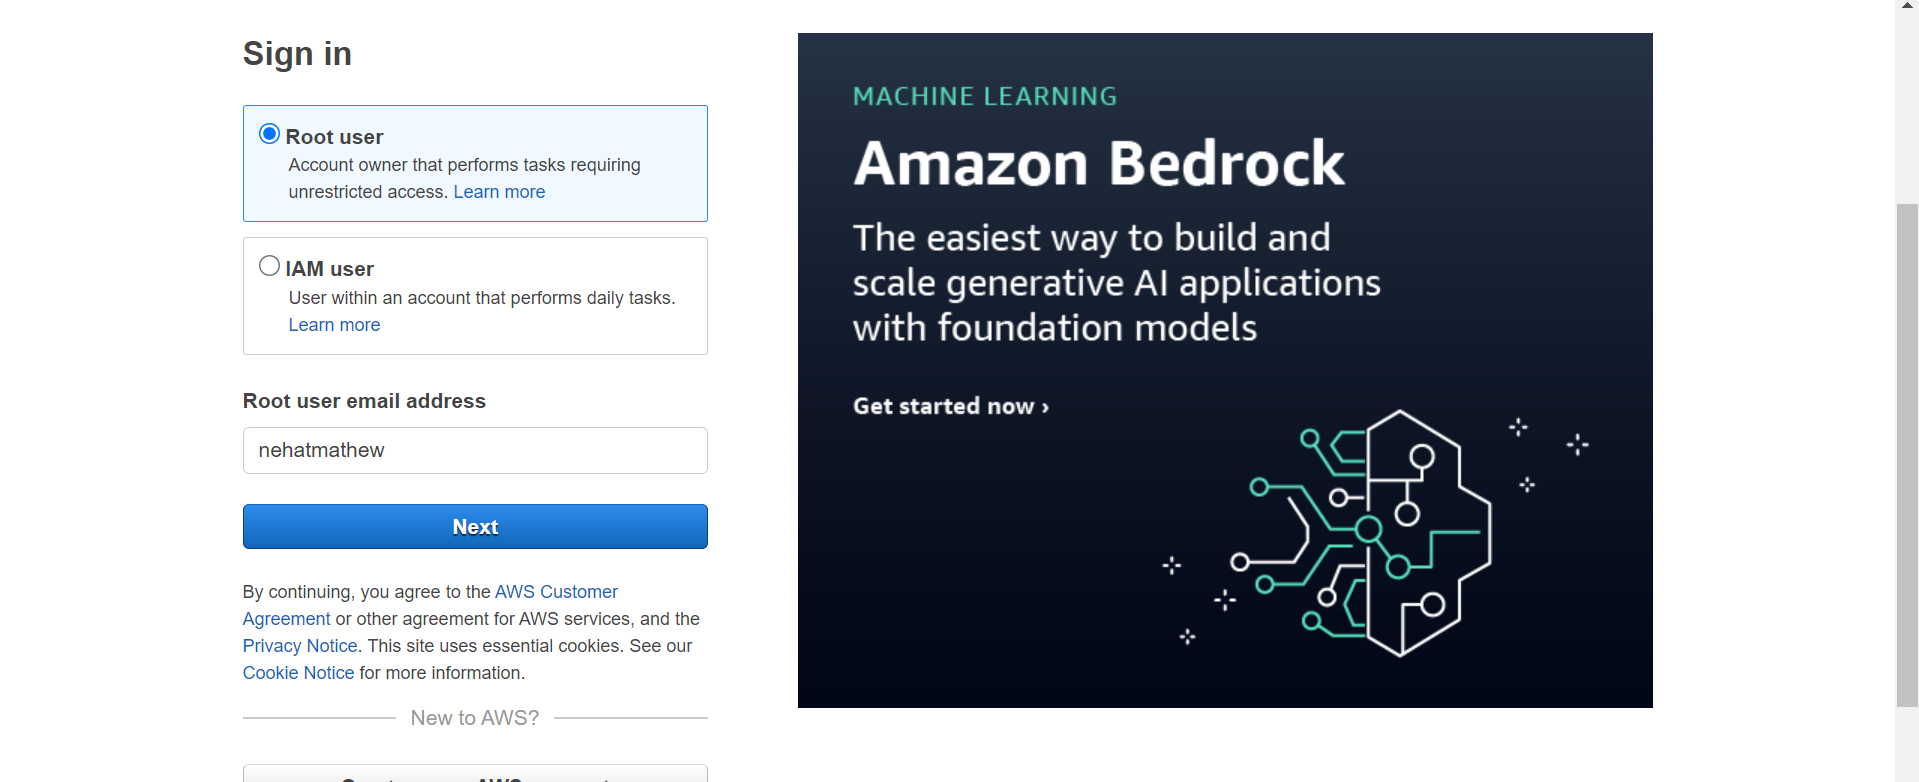 Sign in
Root user
Account owner that performs tasks requiring
unrestricted access. Learn more
IAM user
User within an account that performs daily tasks.
Learn more
Root user email address
nehatmathew
Next
By continuing, you agree to the AWS Customer
Agreement or other agreement for AWS services, and the
Privacy Notice. This site uses essential cookies. See our
Cookie Notice for more information.
New to AWS?
MACHINE LEARNING
Amazon Bedrock
The easiest way to build and
scale generative AI applications
with foundation models
Get started now ›